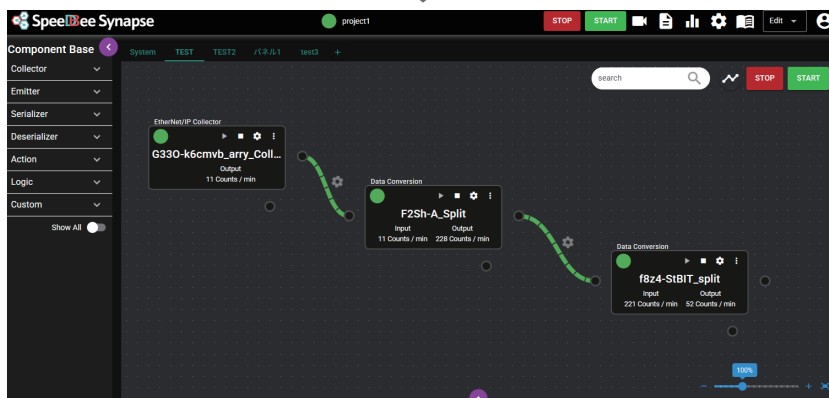 SpeeDBee Synapse
project1
STOP
START
Edit
Component Base
System
TEST
TEST2
パネル1
test3
+
Collector
Emitter
Serializer
Deserializer
Action
Logic
Custom
Show All
search
STOP
START
EtherNet/IP Collector
G33O-k6cmvb_arry_Coll...
Output
11 Counts / min
Data Conversion
F2Sh-A_Split
Input Output
11 Counts / min 228 Counts / min
Data Conversion
f8z4-StBIT_split
Input Output
221 Counts / min 52 Counts / min
100%